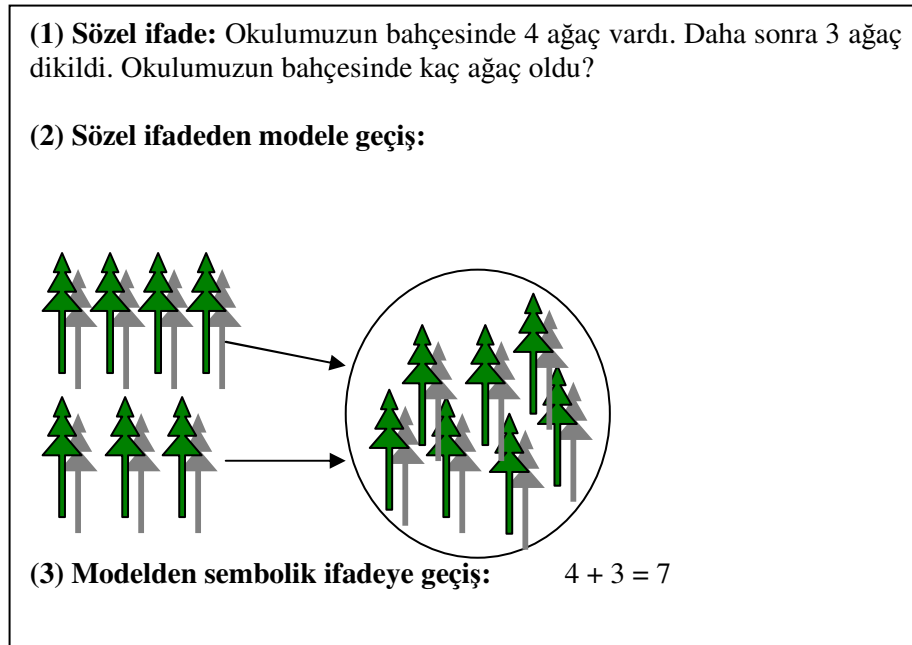 (1) Sözel ifade: Okulumuzun bahçesinde 4 ağaç vardı. Daha sonra 3 ağaç
dikildi. Okulumuzun bahçesinde kaç ağaç oldu?
(2) Sözel ifadeden modele geçiş:
(3) Modelden sembolik ifadeye geçiş: 4 + 3 = 7